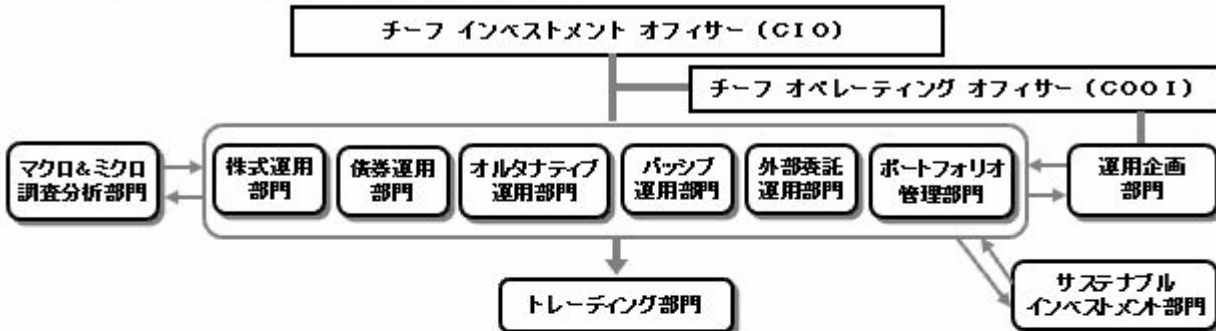 チーフ インベストメント オフィサー（ＣＩＯ）
チーフ オペレーティング オフィサー（ＣＯＯＩ）
マクロ＆ミクロ
調査分析部門
株式運用
部門
債券運用
部門
オルタナティブ
運用部門
パッシブ
運用部門
外部委託
運用部門
ポートフォリオ
管理部門
運用企画
部門
トレーディング部門
サステナブル
インベストメント部門